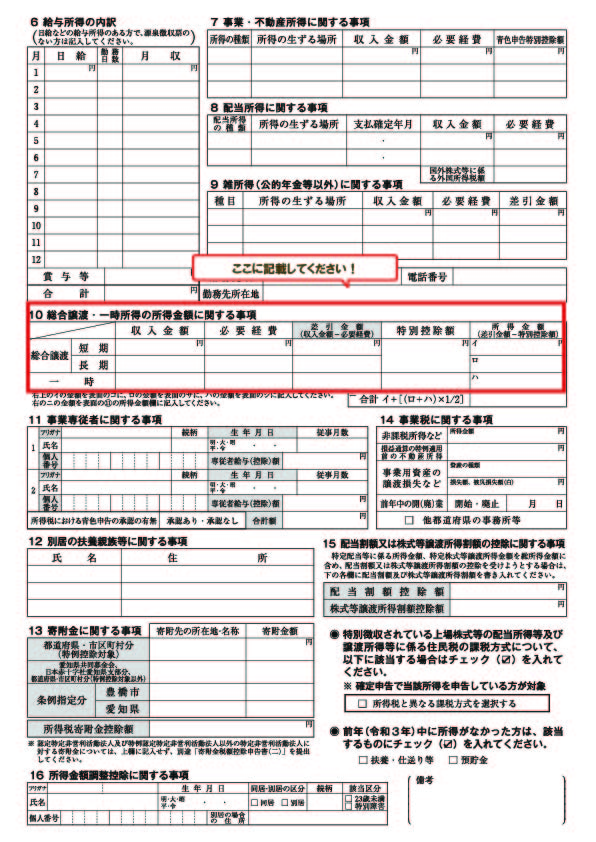 6 給与所得の内訳
(日給などの給与所得のある方で、源泉徴収票の
ない方は記入してください。)
月 日給 勤務日数 月収
円 円
1
2
3
4
5
6
7
8
9
10
11
12
賞与等
合計 円
7 事業・不動産所得に関する事項
所得の種類 所得の生ずる場所 収入金額 必要経費 青色申告特別控除額
円 円 円
8 配当所得に関する事項
配当所得の種類 所得の生ずる場所 支払確定年月 収入金額 必要経費
・ 円 円
・
国外株式等に係る外国所得税額
9 雑所得(公的年金等以外)に関する事項
種目 所得の生ずる場所 収入金額 必要経費 差引金額
円 円 円
ここに記載してください!
電話番号
勤務先所在地
10 総合譲渡・一時所得の所得金額に関する事項
収入金額 必要経費 差引金額(収入金額-必要経費) 特別控除額 所得金額(差引金額-特別控除額)
総合譲渡 短期 円 円 円 円 イ 円
長期 ロ
一時 ハ
右上のイの金額を表面のコに、ロの金額を表面のサに、ハの金額を表面のシに記入してください。
右のニの金額を表面の⑪の所得金額欄に記入してください。
合計 イ+[(ロ+ハ)×1/2]
11 事業専従者に関する事項
1 フリガナ 続柄 生年月日 従事月数
氏名 明・大・昭 平・令 ・ ・
個人番号 専従者給与(控除)額 円
2 フリガナ 続柄 生年月日 従事月数
氏名 明・大・昭 平・令 ・ ・
個人番号 専従者給与(控除)額 円
所得税における青色申告の承認の有無 承認あり・承認なし 合計額 円
14 事業税に関する事項
非課税所得など 所得金額 円
損益通算の特例適用前の不動産所得 円
事業用資産の譲渡損失など 資産の種類
損失額、被災損失額(白) 円
前年中の開(廃)業 開始・廃止 月 日
□ 他都道府県の事務所等
12 別居の扶養親族等に関する事項
氏名 住所
15 配当割額又は株式等譲渡所得割額の控除に関する事項
特定配当等に係る所得金額、特定株式等譲渡所得金額を総所得金額に
含め、配当割額又は株式等譲渡所得割額の控除を受けようとする場合は、
下の各欄に配当割額及び株式等譲渡所得割額を書き入れてください。
配当割額控除額 円
株式等譲渡所得割額控除額
13 寄附金に関する事項 寄附先の所在地・名称 寄附金額
都道府県・市区町村分(特例控除対象) 円
愛知県共同募金会、
日本赤十字社愛知県支部分、
都道府県・市区町村分(特例控除対象以外)
条例指定分 豊橋市
愛知県
所得税寄附金控除額 円
※ 認定特定非営利活動法人及び特例認定特定非営利活動法人以外の特定非営利活動法人に
対する寄附金については、上欄に記入せず、別途「寄附金税額控除申告書(二)」を提出
してください。
◉ 特別徴収されている上場株式等の配当所得等及び
譲渡所得等に係る住民税の課税方式について、
以下に該当する場合はチェック(☑)を入れて
ください。
※ 確定申告で当該所得を申告している方が対象
□ 所得税と異なる課税方式を選択する
◉ 前年(令和3年)中に所得がなかった方は、該当
するものにチェック(☑)を入れてください。
□ 扶養・仕送り等 □ 預貯金
備考
16 所得金額調整控除に関する事項
フリガナ 生年月日 同居・別居の区分 続柄 該当区分
氏名 明・大・昭 平・令 ・ ・ □ 同居 □ 別居 □ 23歳未満 □ 特別障害
個人番号 別居の場合の住所